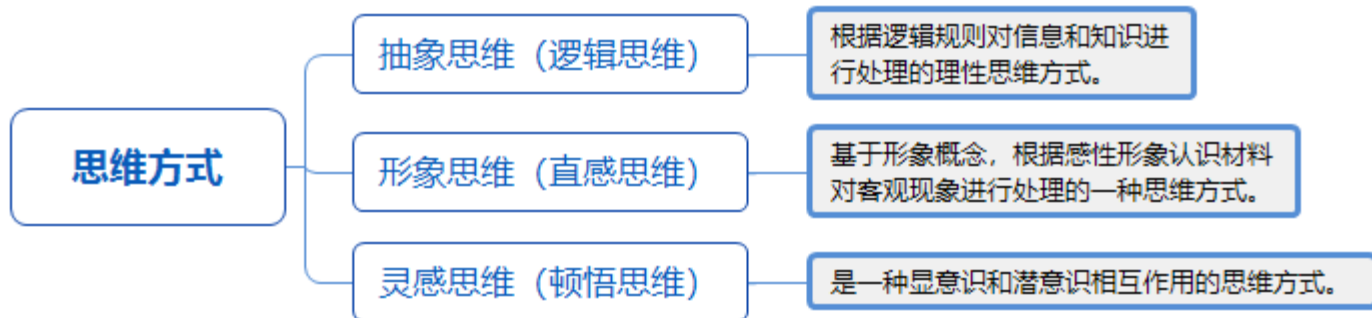 思维方式
抽象思维（逻辑思维）
根据逻辑规则对信息和知识进
行处理的理性思维方式。
形象思维（直感思维）
基于形象概念，根据感性形象认识材料
对客观现象进行处理的一种思维方式。
灵感思维（顿悟思维）
是一种显意识和潜意识相互作用的思维方式。